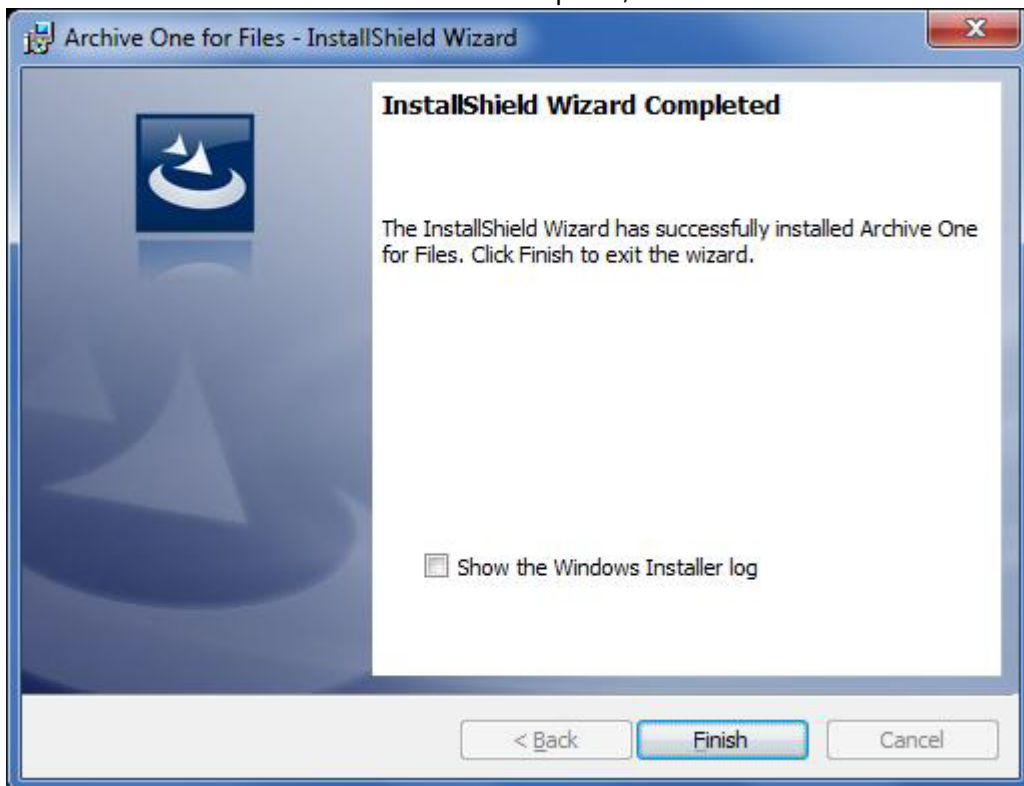 Archive One for Files - InstallShield Wizard
InstallShield Wizard Completed
The InstallShield Wizard has successfully installed Archive One
for Files. Click Finish to exit the wizard.
Show the Windows Installer log
< Back Finish Cancel